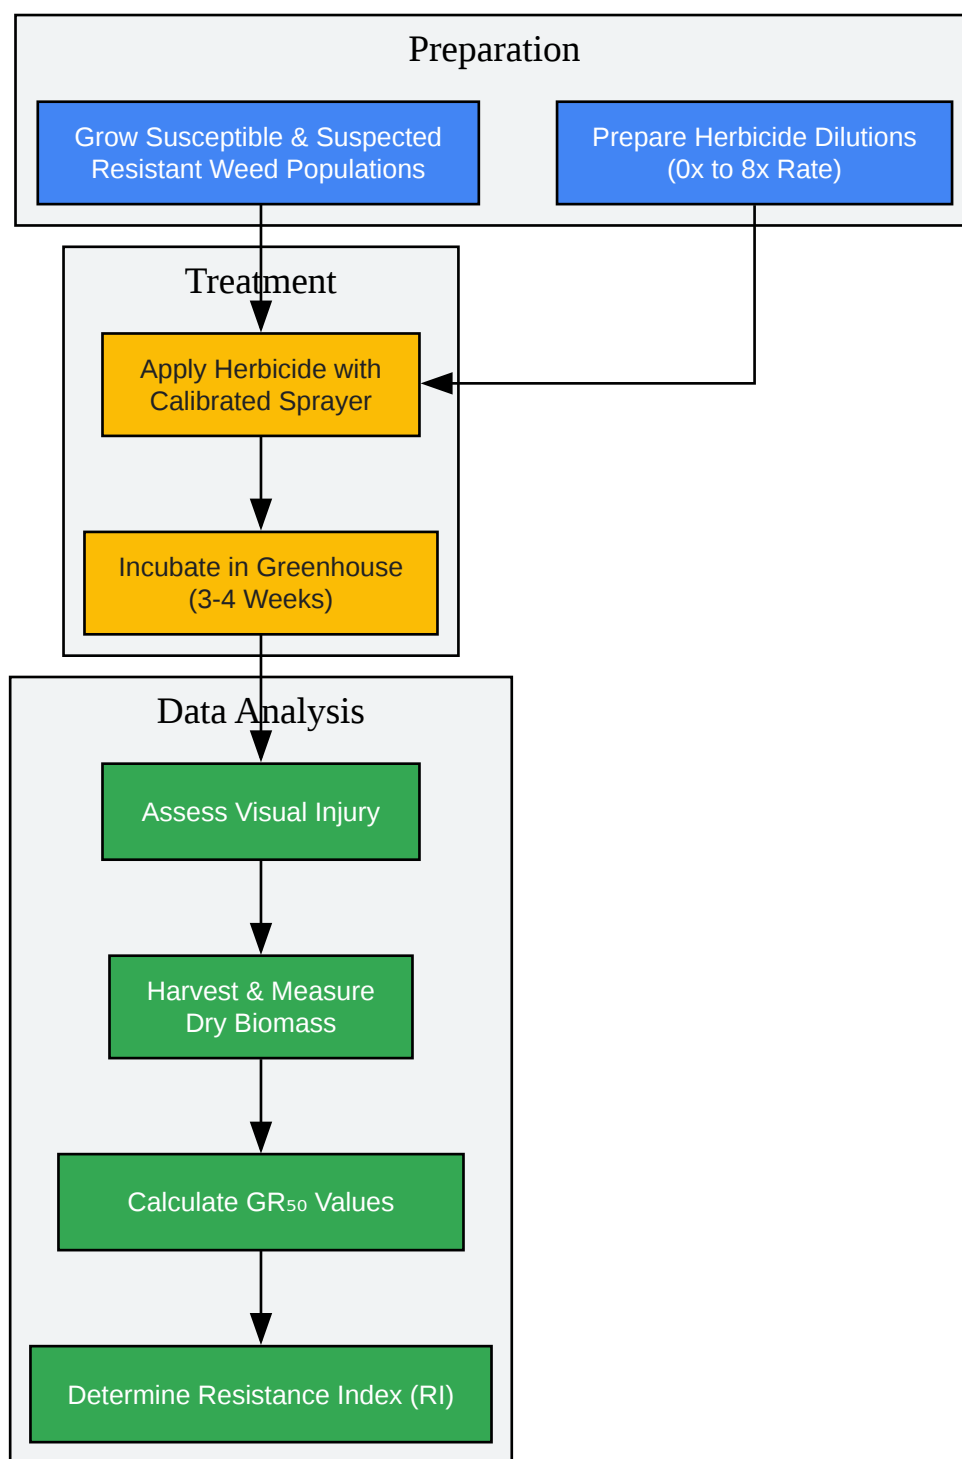 Preparation
Grow Susceptible & Suspected
Resistant Weed Populations
Prepare Herbicide Dilutions
(0x to 8x Rate)
Treatment
Apply Herbicide with
Calibrated Sprayer
Incubate in Greenhouse
(3-4 Weeks)
Data Analysis
Assess Visual Injury
Harvest & Measure
Dry Biomass
Calculate GR₅₀ Values
Determine Resistance Index (RI)